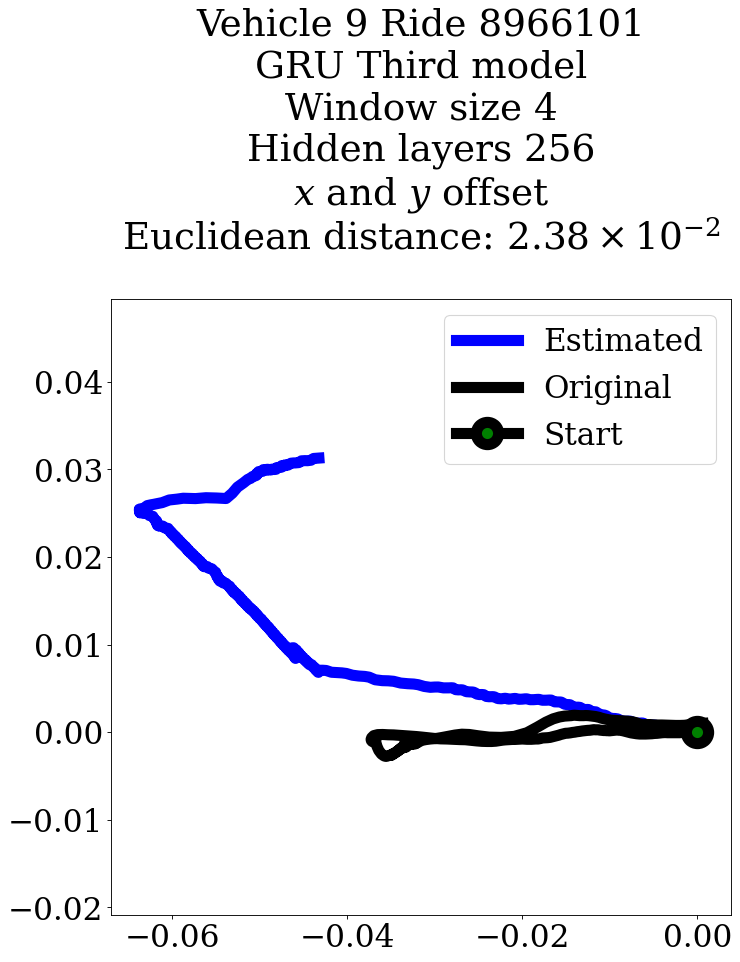 Vehicle 9 Ride 8966101
GRU Third model
Window size 4
Hidden layers 256
x and y offset
Euclidean distance: 2.38 × 10⁻²
Estimated
Original
Start
0.04
0.03
0.02
0.01
0.00
−0.01
−0.02
−0.06 −0.04 −0.02 0.00